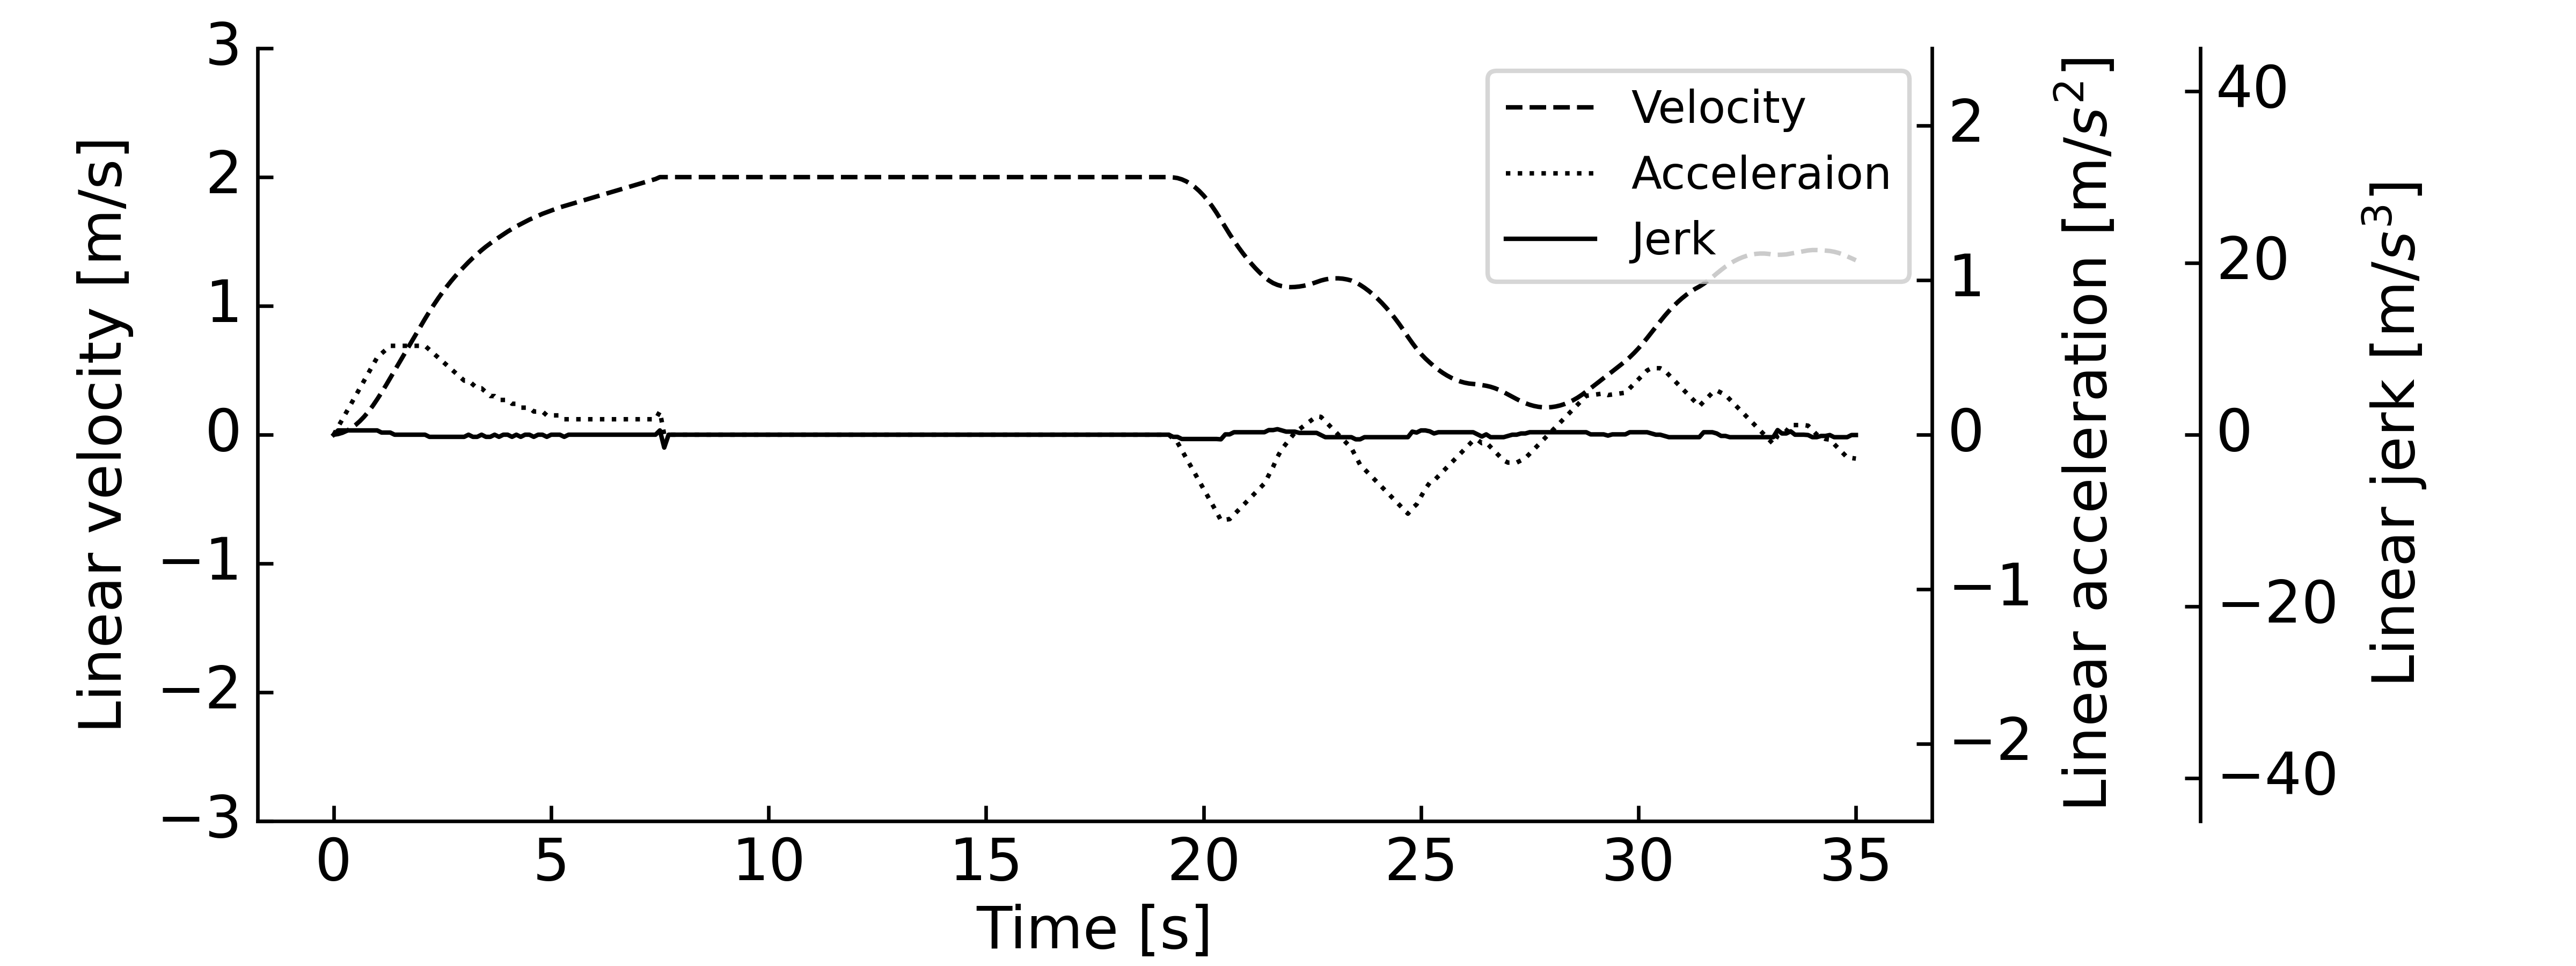 Linear velocity [m/s]
3
2
1
0
−1
−2
−3
0 5 10 15 20 25 30 35
Time [s]
Velocity
Acceleraion
Jerk
2
1
0
−1
−2
Linear acceleration [m/s²]
40
20
0
−20
−40
Linear jerk [m/s³]